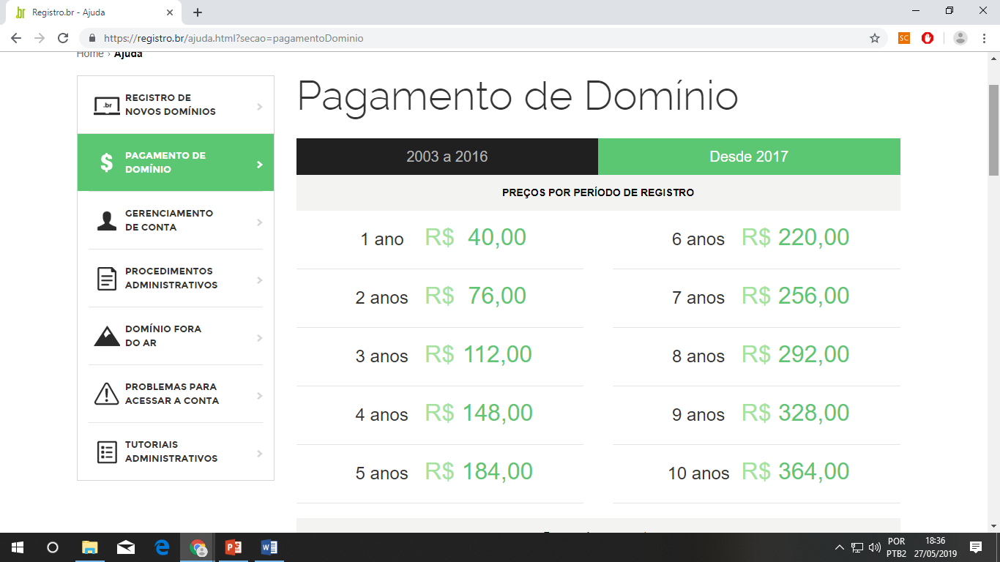 .br Registro.br - Ajuda
https://registro.br/ajuda.html?secao=pagamentoDominio
SC
Home › Ajuda
.br
REGISTRO DE
NOVOS DOMÍNIOS
$
PAGAMENTO DE
DOMÍNIO
GERENCIAMENTO
DE CONTA
PROCEDIMENTOS
ADMINISTRATIVOS
DOMÍNIO FORA
DO AR
PROBLEMAS PARA
ACESSAR A CONTA
TUTORIAIS
ADMINISTRATIVOS
Pagamento de Domínio
2003 a 2016 Desde 2017
PREÇOS POR PERÍODO DE REGISTRO
1 ano R$ 40,00 6 anos R$ 220,00
2 anos R$ 76,00 7 anos R$ 256,00
3 anos R$ 112,00 8 anos R$ 292,00
4 anos R$ 148,00 9 anos R$ 328,00
5 anos R$ 184,00 10 anos R$ 364,00
POR 18:36
PTB2 27/05/2019